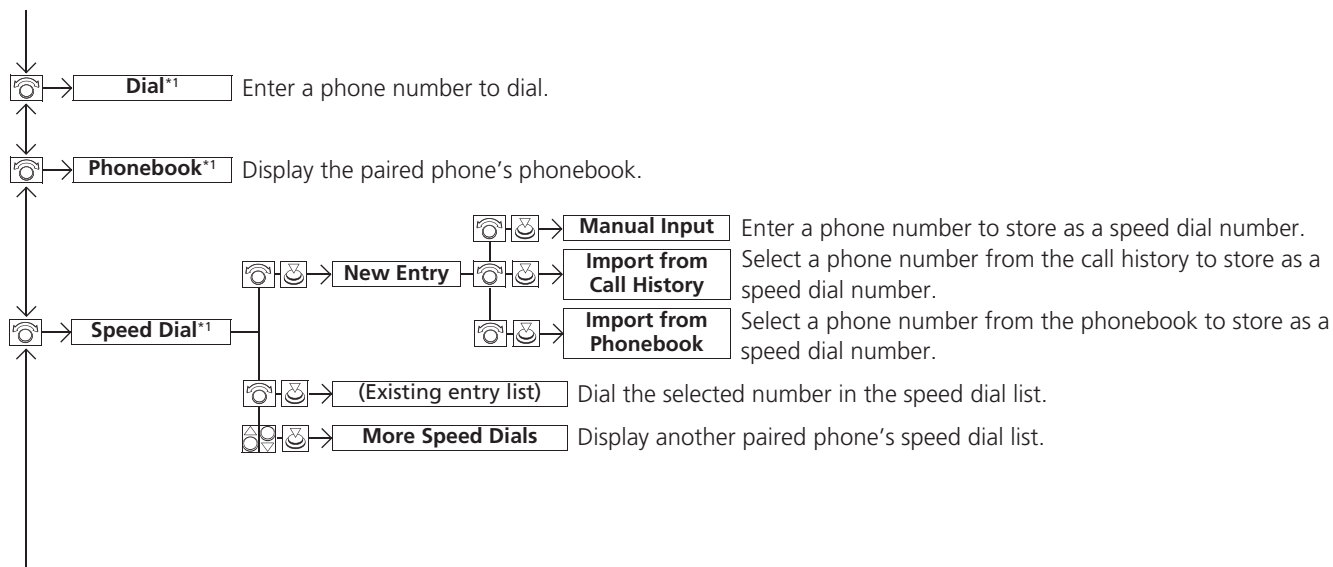 Dial*1 Enter a phone number to dial.
Phonebook*1 Display the paired phone’s phonebook.
Manual Input Enter a phone number to store as a speed dial number.
New Entry
Import from
Call History
Select a phone number from the call history to store as a
speed dial number.
Speed Dial*1
Import from
Phonebook
Select a phone number from the phonebook to store as a
speed dial number.
(Existing entry list) Dial the selected number in the speed dial list.
More Speed Dials Display another paired phone’s speed dial list.